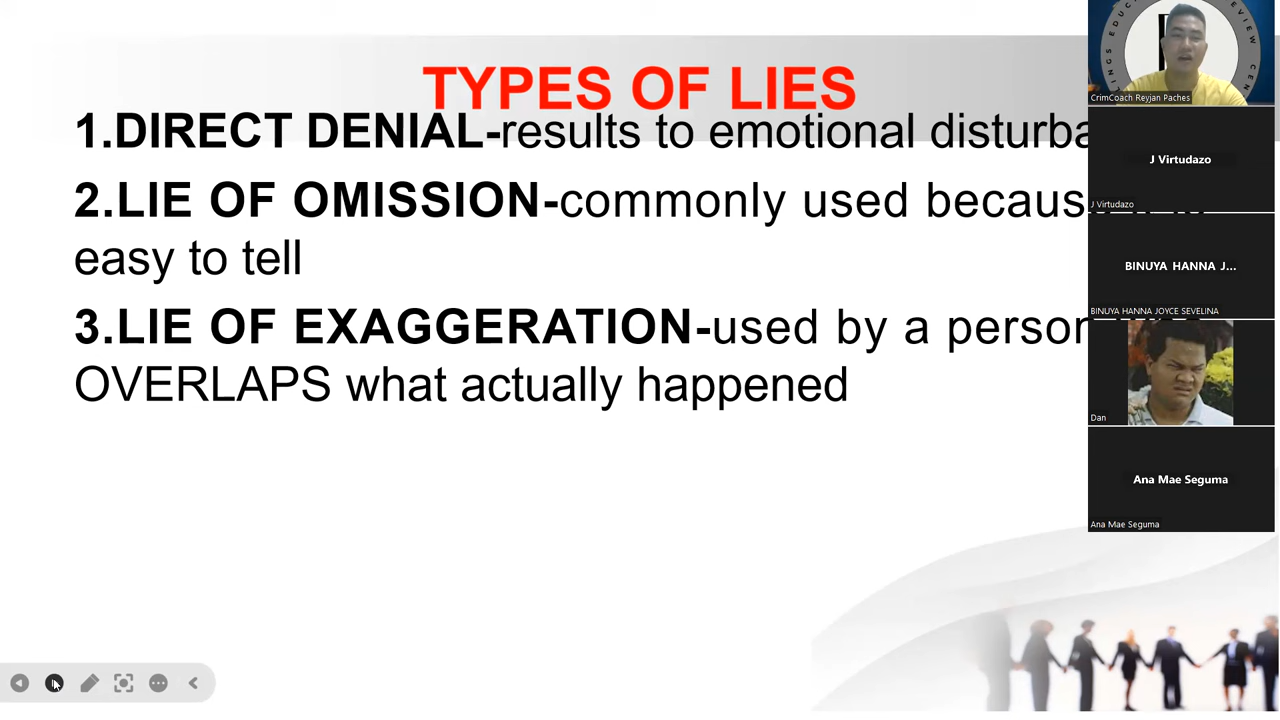 TYPES OF LIES
1.DIRECT DENIAL-results to emotional
2.LIE OF OMISSION-commonly used
easy to tell
3.LIE OF EXAGGERATION-used by a person
OVERLAPS what actually happened
CrimCoach Reyjan Paches
J Virtudazo
J Virtudazo
BINUYA HANNA J...
BINUYA HANNA JOYCE SEVELINA
Dan
Ana Mae Seguma
Ana Mae Seguma